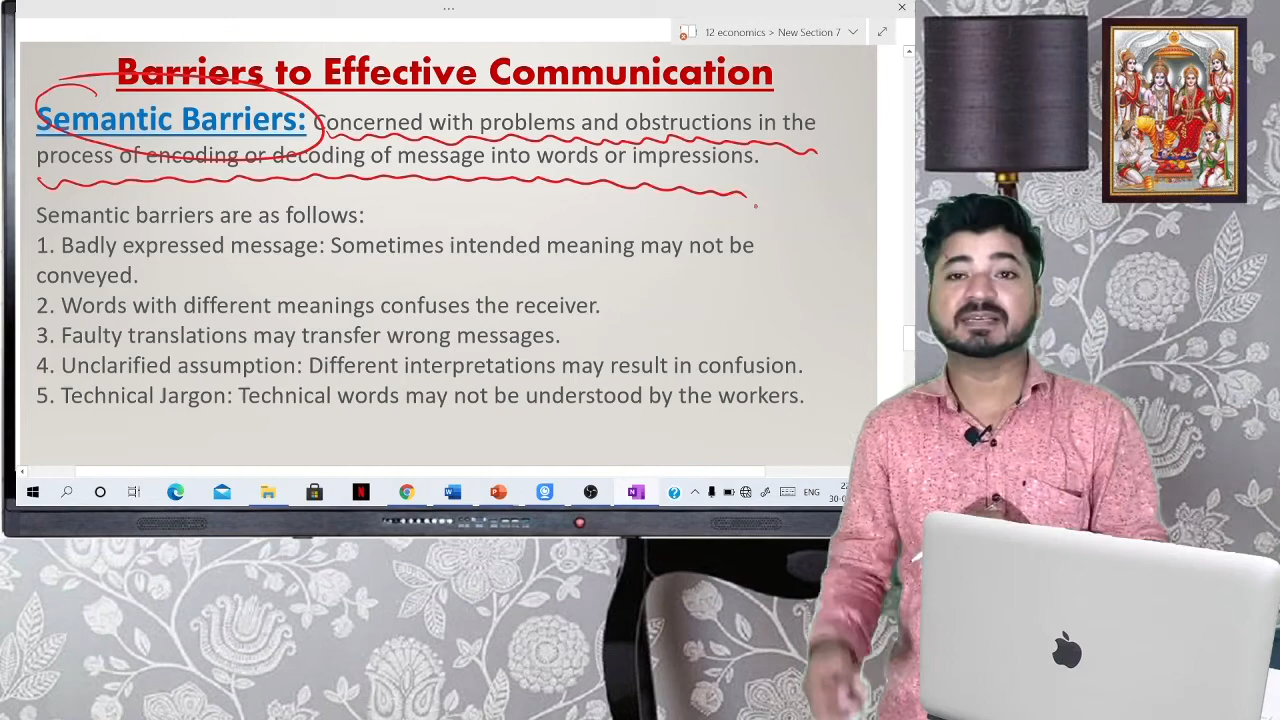 12 economics > New Section 7
Barriers to Effective Communication
Semantic Barriers: Concerned with problems and obstructions in the
process of encoding or decoding of message into words or impressions.
Semantic barriers are as follows:
1. Badly expressed message: Sometimes intended meaning may not be
conveyed.
2. Words with different meanings confuses the receiver.
3. Faulty translations may transfer wrong messages.
4. Unclarified assumption: Different interpretations may result in confusion.
5. Technical Jargon: Technical words may not be understood by the workers.
ENG